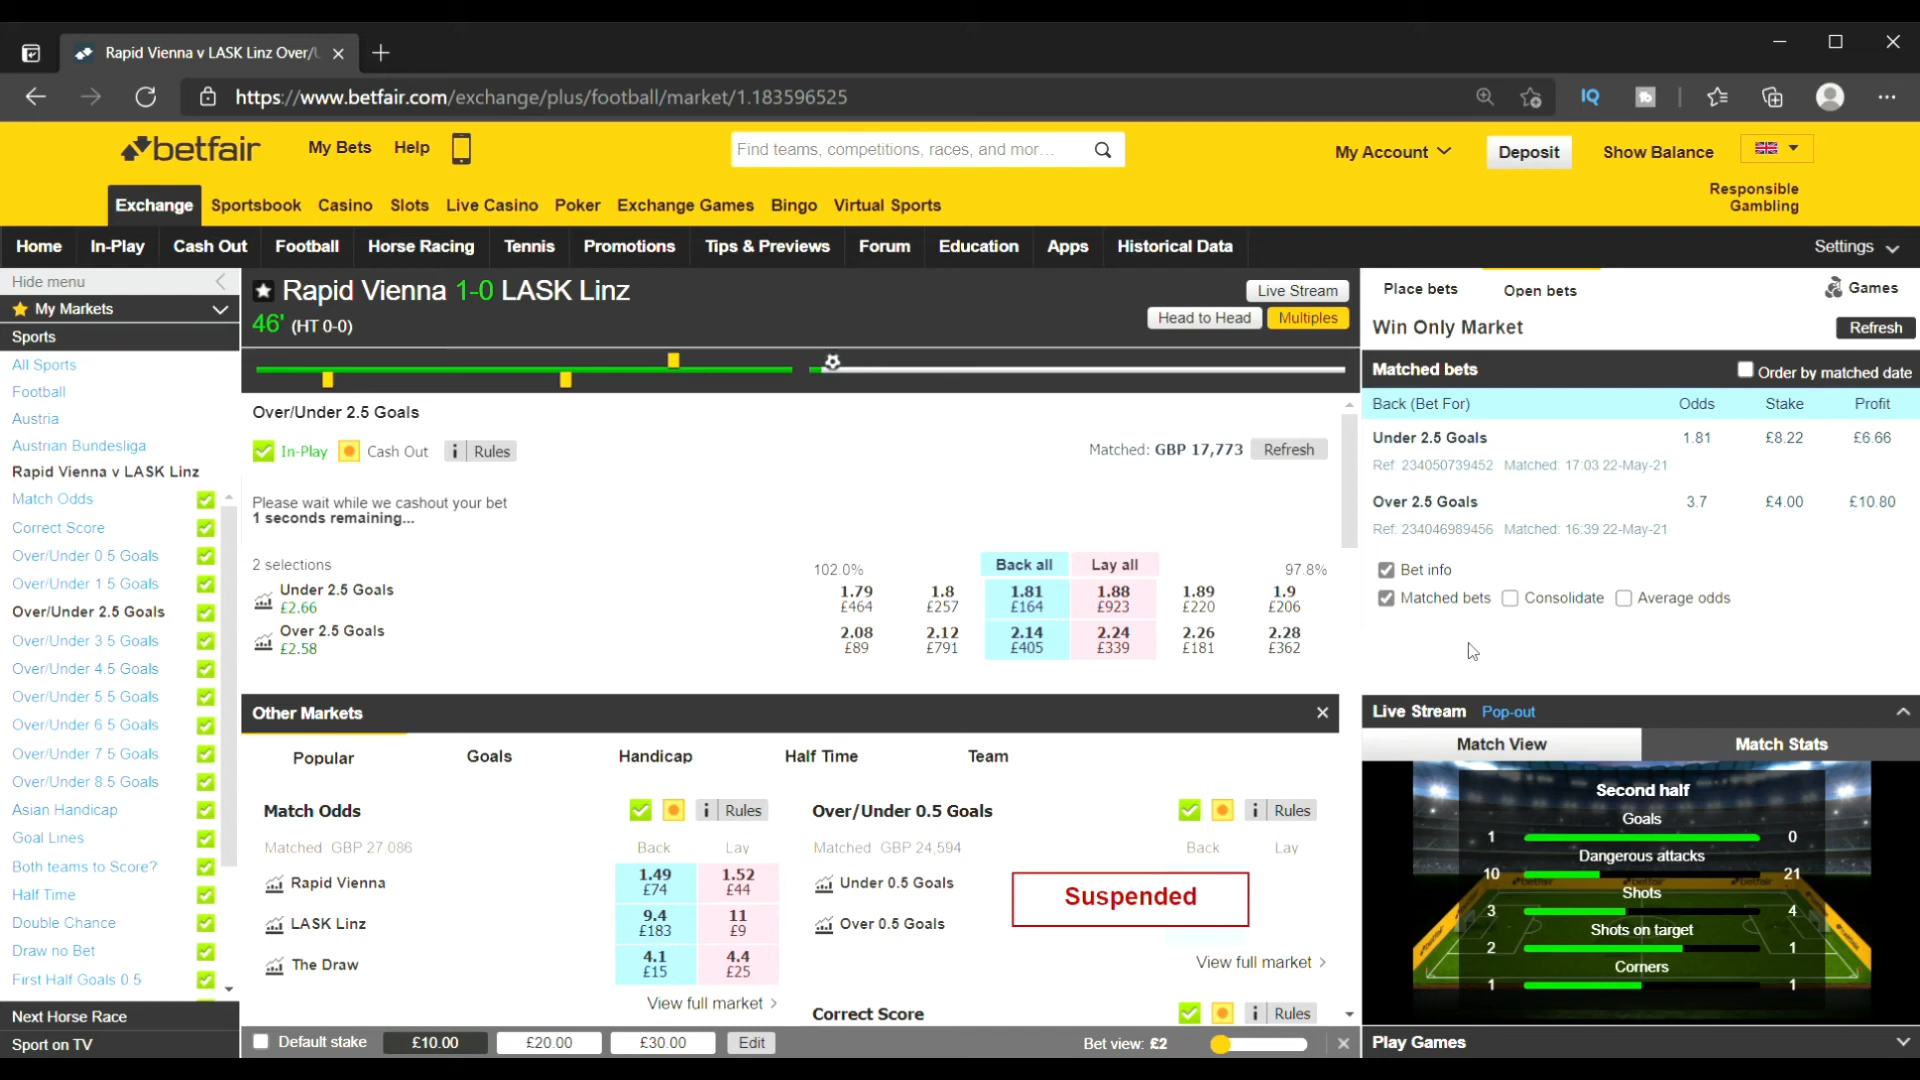 Rapid Vienna v LASK Linz Over/U
https://www.betfair.com/exchange/plus/football/market/1.183596525
IQ
betfair
My Bets
Help
Find teams, competitions, races, and mor...
My Account
Deposit
Show Balance
Responsible
Gambling
Exchange
Sportsbook
Casino
Slots
Live Casino
Poker
Exchange Games
Bingo
Virtual Sports
Home
In-Play
Cash Out
Football
Horse Racing
Tennis
Promotions
Tips & Previews
Forum
Education
Apps
Historical Data
Settings
Hide menu
My Markets
Sports
All Sports
Football
Austria
Austrian Bundesliga
Rapid Vienna v LASK Linz
Match Odds
Correct Score
Over/Under 0 5 Goals
Over/Under 1 5 Goals
Over/Under 2.5 Goals
Over/Under 3 5 Goals
Over/Under 4 5 Goals
Over/Under 5 5 Goals
Over/Under 6 5 Goals
Over/Under 7 5 Goals
Over/Under 8 5 Goals
Asian Handicap
Goal Lines
Both teams to Score?
Half Time
Double Chance
Draw no Bet
First Half Goals 0 5
Next Horse Race
Sport on TV
Rapid Vienna 1-0 LASK Linz
46' (HT 0-0)
Live Stream
Head to Head
Multiples
Over/Under 2.5 Goals
In-Play
Cash Out
i Rules
Matched: GBP 17,773
Refresh
Please wait while we cashout your bet
1 seconds remaining...
2 selections
102.0%
Back all
Lay all
97.8%
Under 2.5 Goals
£2.66
1.79 1.8 1.81 1.88 1.89 1.9
£464 £257 £164 £923 £220 £206
Over 2.5 Goals
£2.58
2.08 2.12 2.14 2.24 2.26 2.28
£89 £791 £405 £339 £181 £362
Other Markets
Popular
Goals
Handicap
Half Time
Team
Match Odds
i Rules
Matched GBP 27,086
Back
Lay
Rapid Vienna
1.49 1.52
£74 £44
LASK Linz
9.4 11
£183 £9
The Draw
4.1 4.4
£15 £25
View full market
Over/Under 0.5 Goals
i Rules
Matched GBP 24,594
Back
Lay
Under 0.5 Goals
Over 0.5 Goals
Suspended
View full market
Correct Score
i Rules
Default stake
£10.00
£20.00
£30.00
Edit
Bet view: £2
Place bets
Open bets
Games
Win Only Market
Refresh
Matched bets
Order by matched date
Back (Bet For)
Odds
Stake
Profit
Under 2.5 Goals
1.81
£8.22
£6.66
Ref: 234050739452 Matched: 17:03 22-May-21
Over 2.5 Goals
3.7
£4.00
£10.80
Ref: 234046989456 Matched: 16:39 22-May-21
Bet info
Matched bets
Consolidate
Average odds
Live Stream
Pop-out
Match View
Match Stats
Second half
Goals
1 0
Dangerous attacks
10 21
Shots
3 4
Shots on target
2 1
Corners
1 1
Play Games